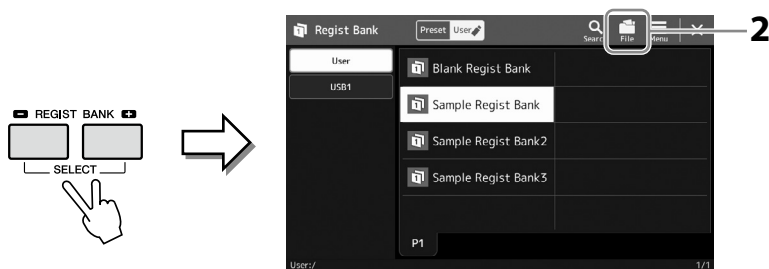 Regist Bank
Preset User
Search File Menu
2
User
USB1
Blank Regist Bank
Sample Regist Bank
Sample Regist Bank2
Sample Regist Bank3
P1
User:/
1/1
- REGIST BANK +
SELECT